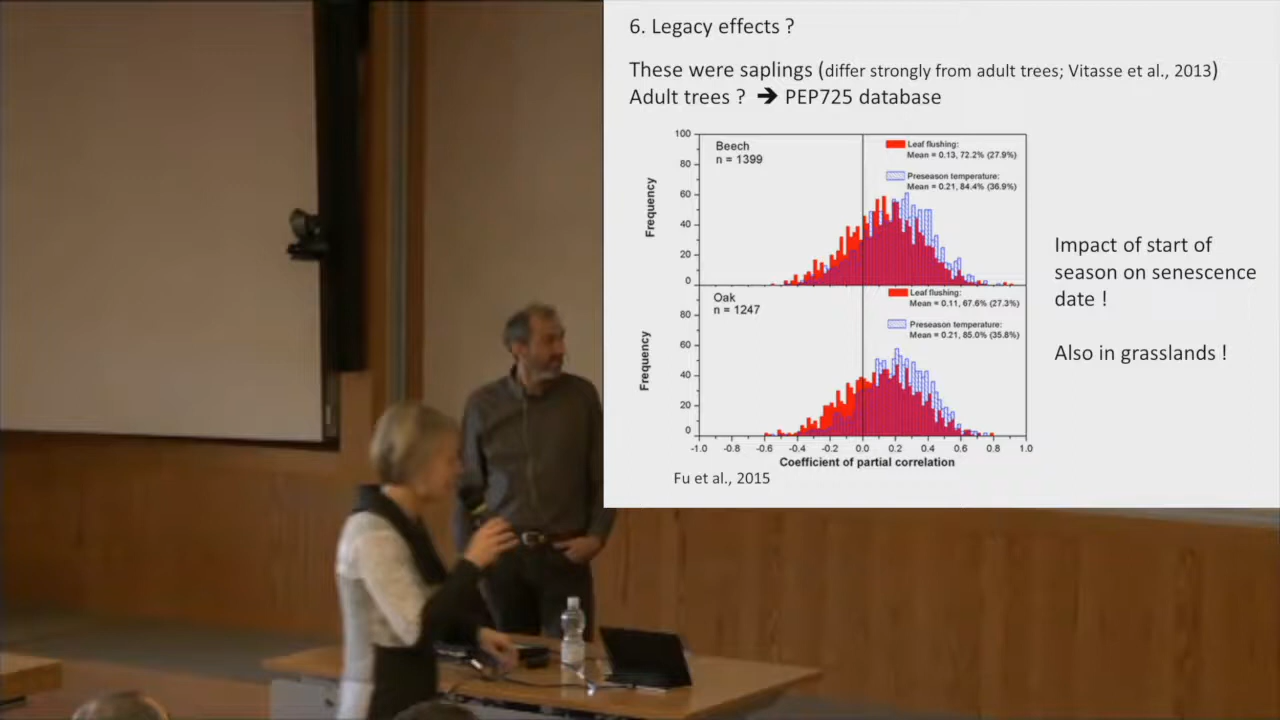 6. Legacy effects ?
These were saplings (differ strongly from adult trees; Vitasse et al., 2013)
Adult trees ? ➔ PEP725 database
100
80
60
40
20
0
Frequency
Beech
n = 1399
Leaf flushing:
Mean = 0.13, 72.2% (27.9%)
Preseason temperature:
Mean = 0.21, 84.4% (36.9%)
80
60
40
20
0
Frequency
Oak
n = 1247
Leaf flushing:
Mean = 0.11, 67.6% (27.3%)
Preseason temperature:
Mean = 0.21, 85.0% (35.8%)
-1.0 -0.8 -0.6 -0.4 -0.2 0.0 0.2 0.4 0.6 0.8 1.0
Coefficient of partial correlation
Fu et al., 2015
Impact of start of
season on senescence
date !
Also in grasslands !